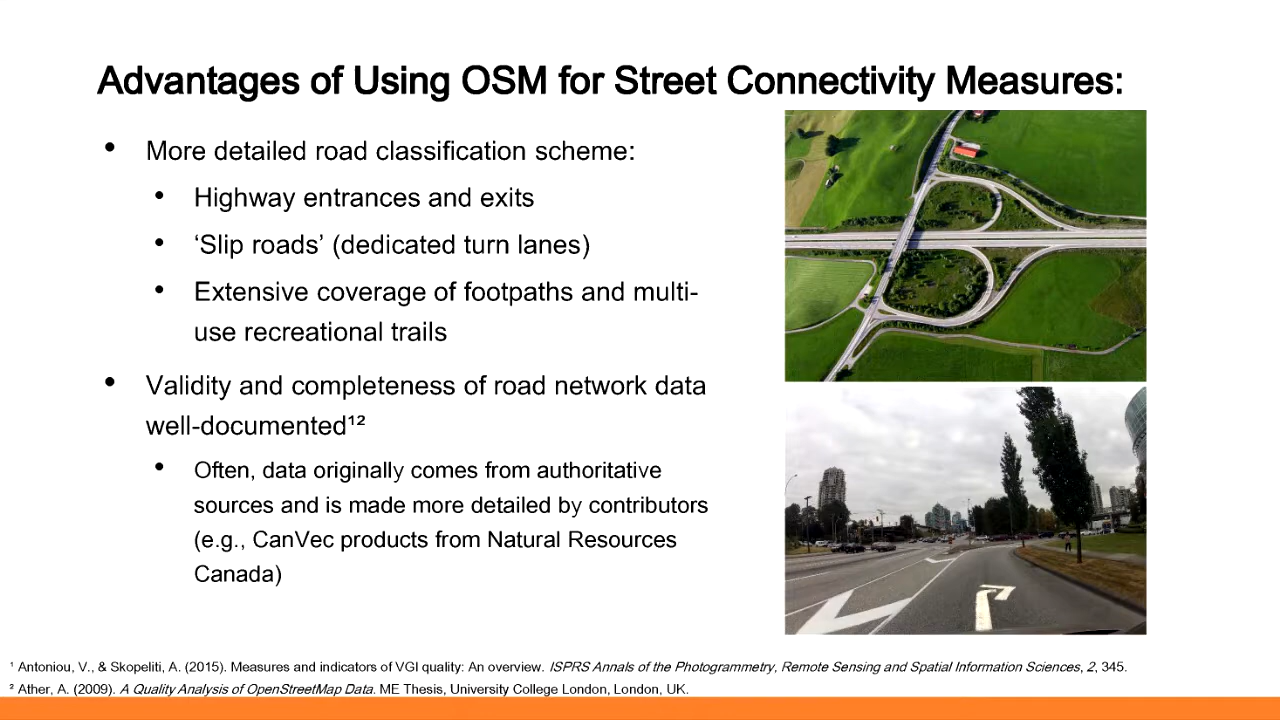 Advantages of Using OSM for Street Connectivity Measures:
• More detailed road classification scheme:
• Highway entrances and exits
• ‘Slip roads’ (dedicated turn lanes)
• Extensive coverage of footpaths and multi-
use recreational trails
• Validity and completeness of road network data
well-documented¹²
• Often, data originally comes from authoritative
sources and is made more detailed by contributors
(e.g., CanVec products from Natural Resources
Canada)
¹ Antoniou, V., & Skopeliti, A. (2015). Measures and indicators of VGI quality: An overview. ISPRS Annals of the Photogrammetry, Remote Sensing and Spatial Information Sciences, 2, 345.
² Ather, A. (2009). A Quality Analysis of OpenStreetMap Data. ME Thesis, University College London, London, UK.